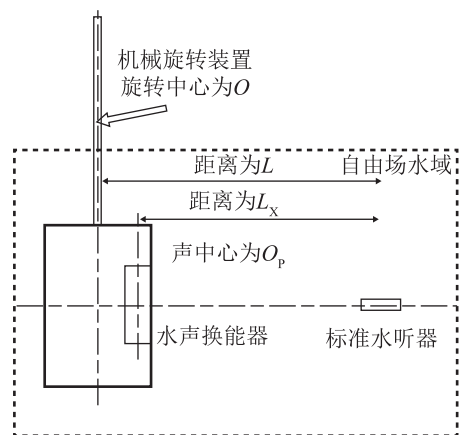 机械旋转装置
旋转中心为O
距离为L
自由场水域
距离为LX
声中心为OP
水声换能器
标准水听器